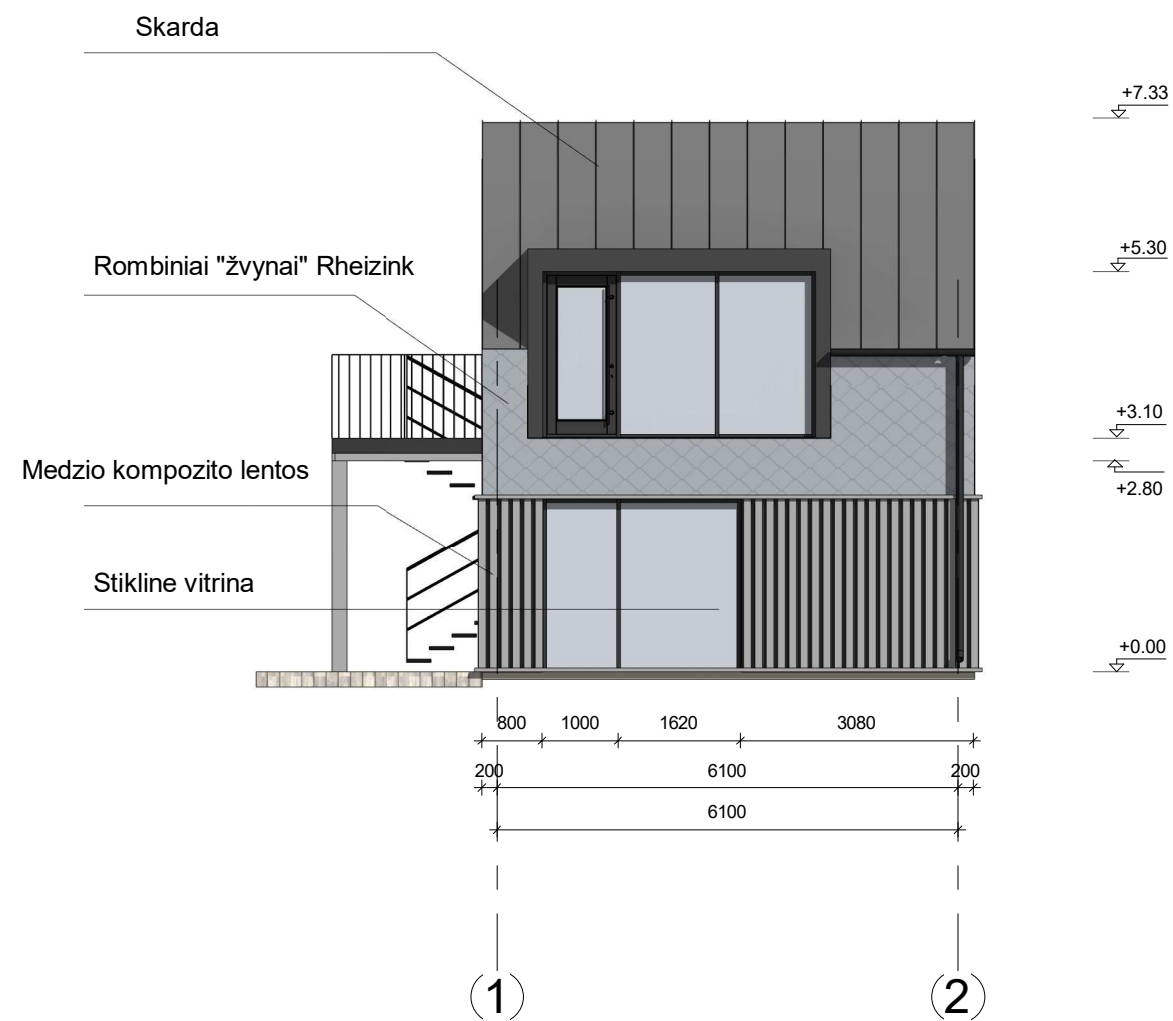 Skarda
+7.33
+5.30
Rombiniai "žvynai" Rheizink
+3.10
Medzio kompozito lentos
+2.80
Stikline vitrina
+0.00
800 1000 1620 3080
200 6100 200
6100
1 2